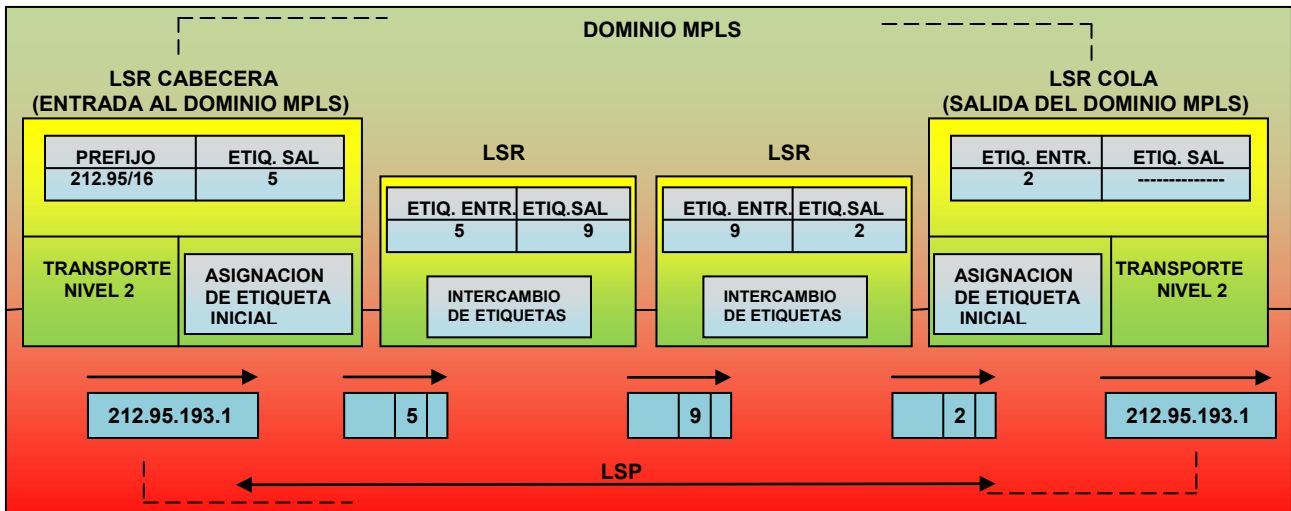 DOMINIO MPLS
LSR CABECERA
(ENTRADA AL DOMINIO MPLS)
PREFIJO ETIQ. SAL
212.95/16 5
TRANSPORTE
NIVEL 2
ASIGNACION
DE ETIQUETA
INICIAL
LSR
ETIQ. ENTR. ETIQ.SAL
5 9
INTERCAMBIO
DE ETIQUETAS
LSR
ETIQ. ENTR. ETIQ.SAL
9 2
INTERCAMBIO
DE ETIQUETAS
LSR COLA
(SALIDA DEL DOMINIO MPLS)
ETIQ. ENTR. ETIQ. SAL
2 --------------
ASIGNACION
DE ETIQUETA
INICIAL
TRANSPORTE
NIVEL 2
212.95.193.1
5
9
2
212.95.193.1
LSP